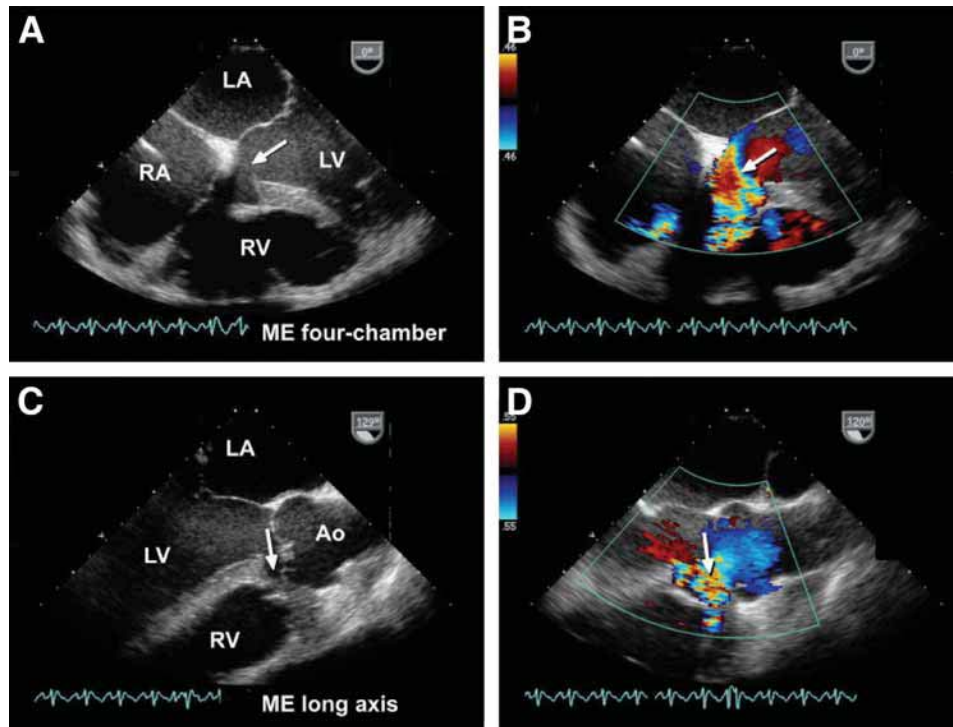 A
LA
0°
RA
LV
RV
ME four-chamber
B
.46
0°
.46
C
LA
120°
Ao
LV
RV
ME long axis
D
.55
120°
.55